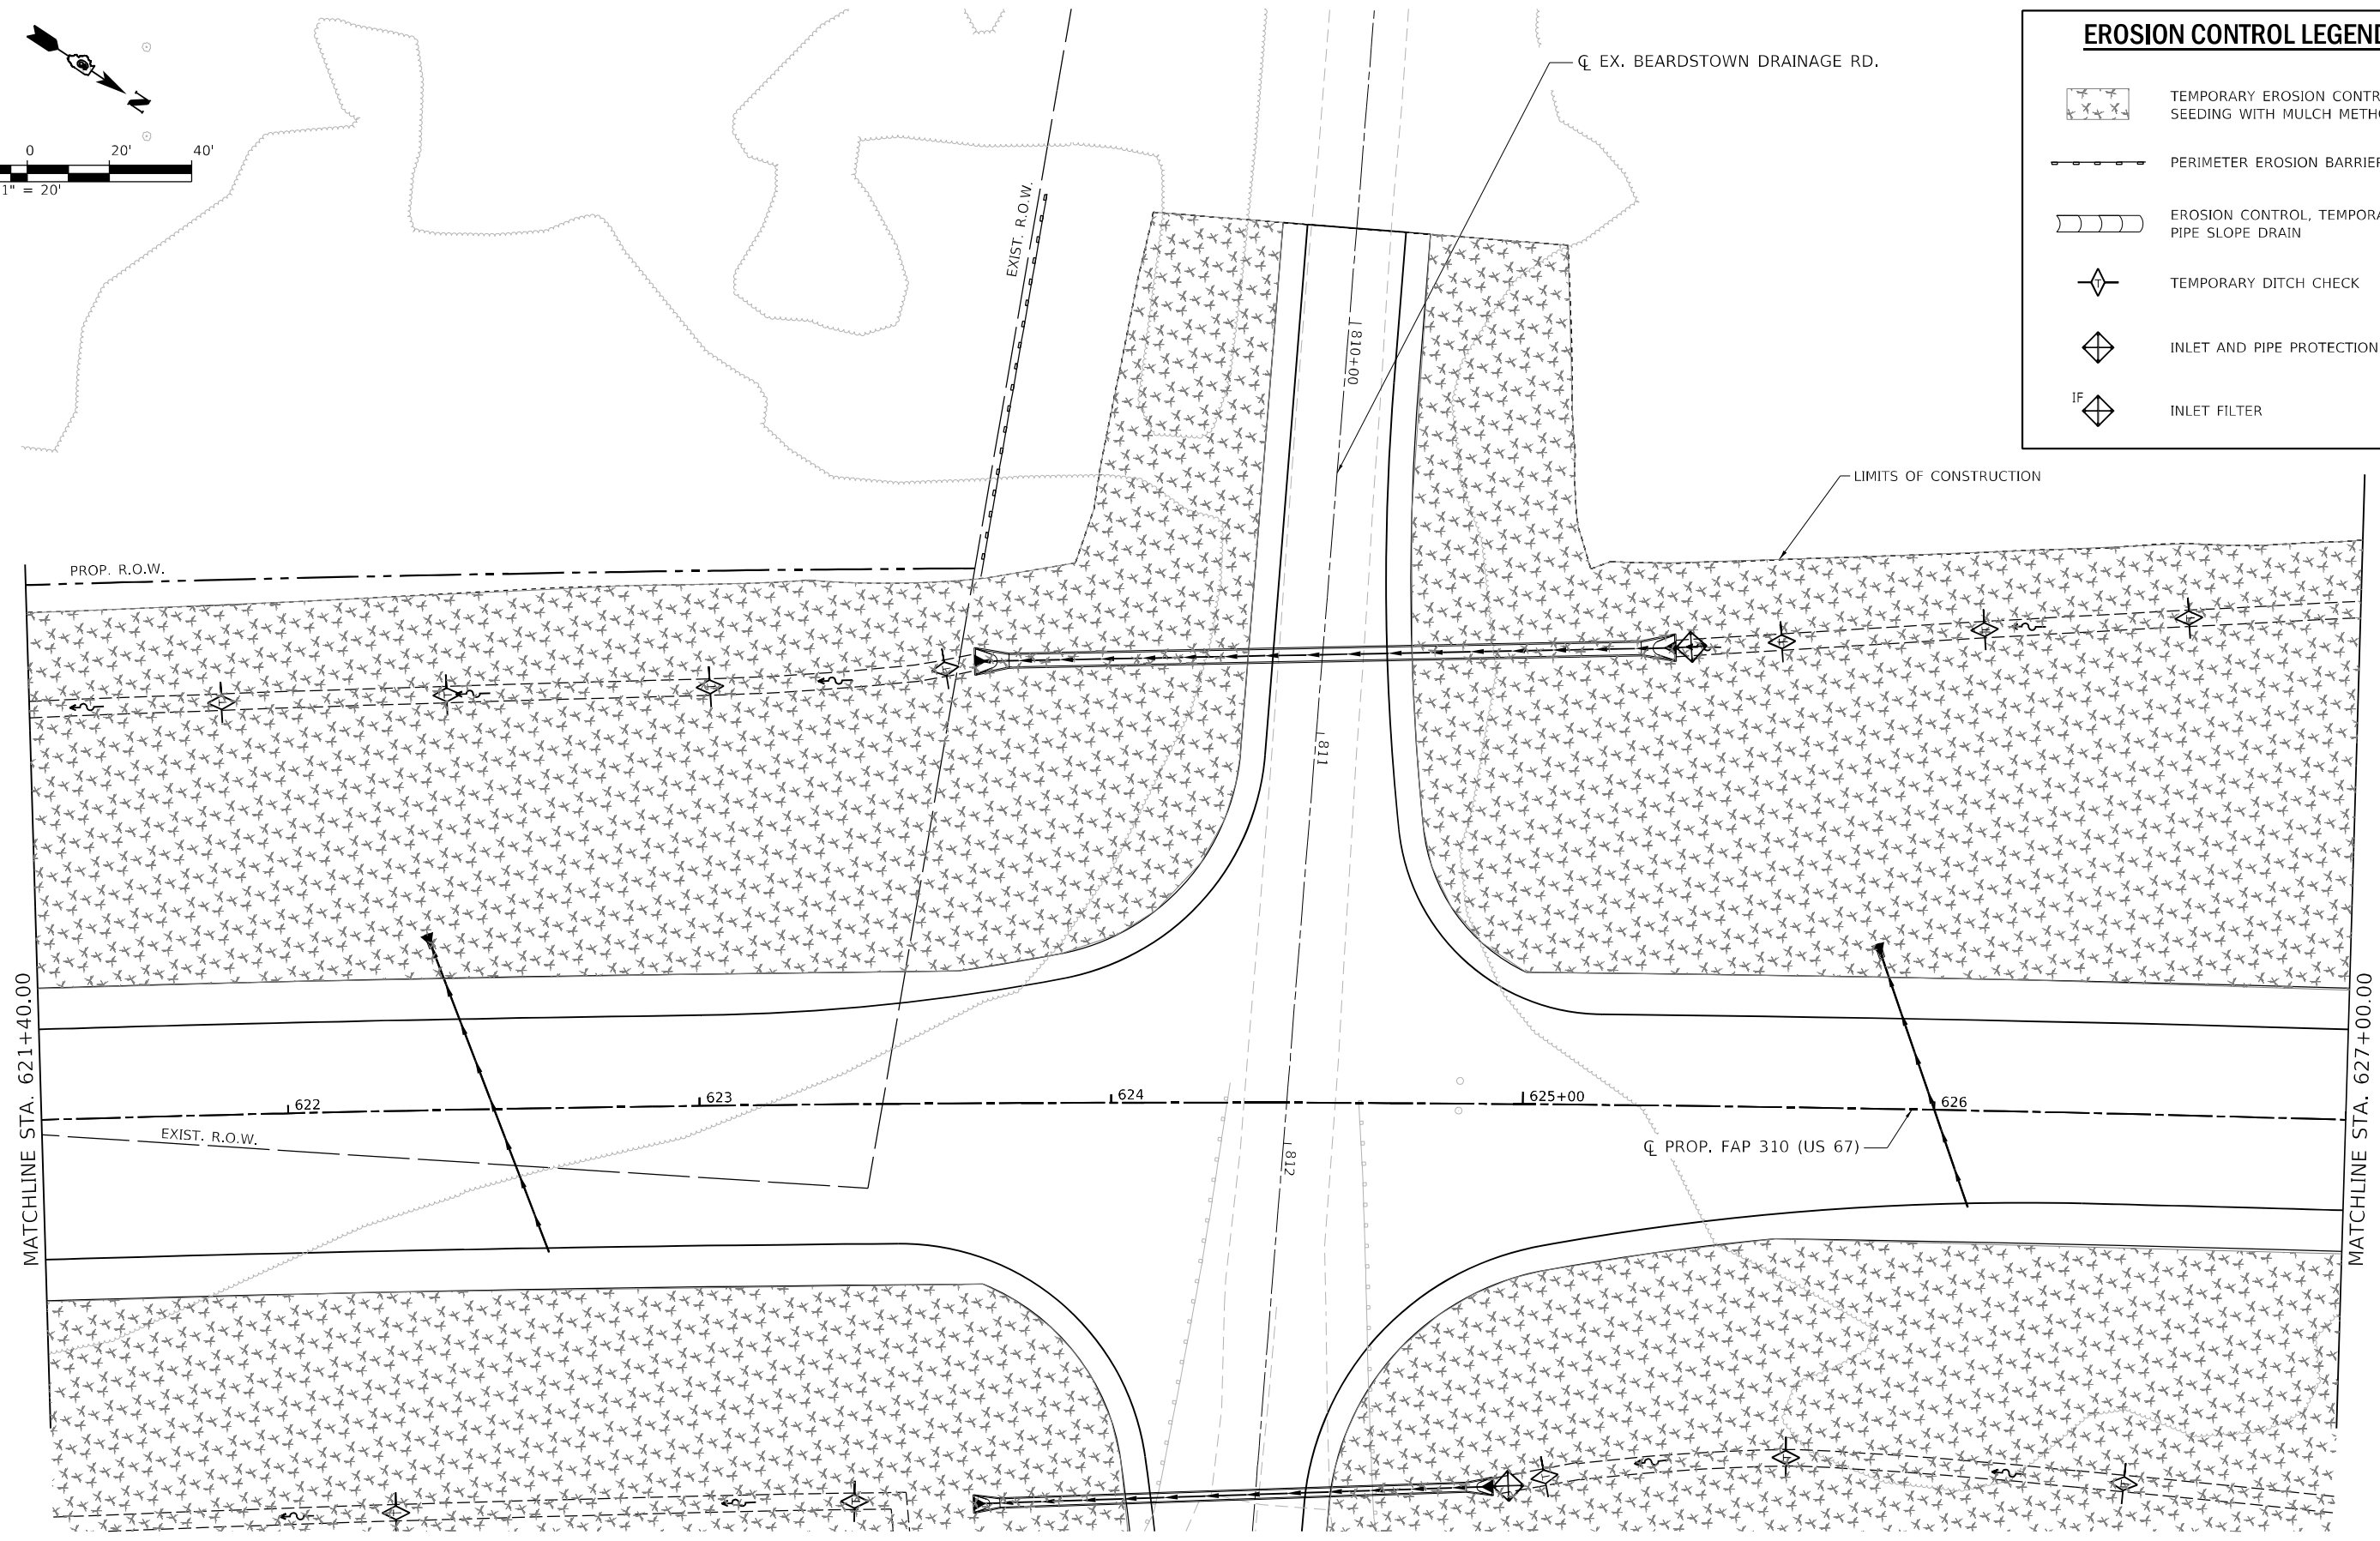 N
0 20' 40'
1" = 20'
EROSION CONTROL LEGEND
TEMPORARY EROSION CONTR
SEEDING WITH MULCH METH
PERIMETER EROSION BARRIER
EROSION CONTROL, TEMPORA
PIPE SLOPE DRAIN
T
TEMPORARY DITCH CHECK
INLET AND PIPE PROTECTION
IF
INLET FILTER
℄ EX. BEARDSTOWN DRAINAGE RD.
EXIST. R.O.W.
810+00
LIMITS OF CONSTRUCTION
PROP. R.O.W.
811
MATCHLINE STA. 621+40.00
MATCHLINE STA. 627+00.00
622
623
624
625+00
626
EXIST. R.O.W.
℄ PROP. FAP 310 (US 67)
812